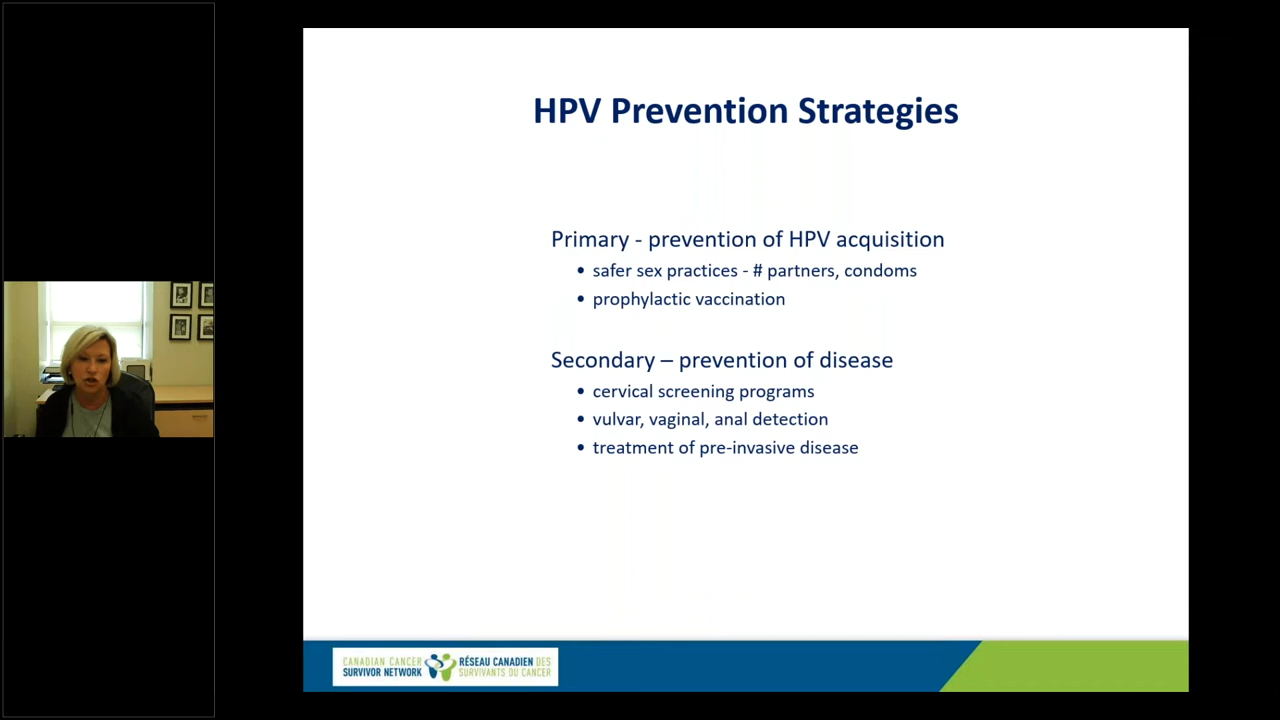 HPV Prevention Strategies
Primary - prevention of HPV acquisition
• safer sex practices - # partners, condoms
• prophylactic vaccination
Secondary – prevention of disease
• cervical screening programs
• vulvar, vaginal, anal detection
• treatment of pre-invasive disease
CANADIAN CANCER
SURVIVOR NETWORK
RÉSEAU CANADIEN DES
SURVIVANTS DU CANCER